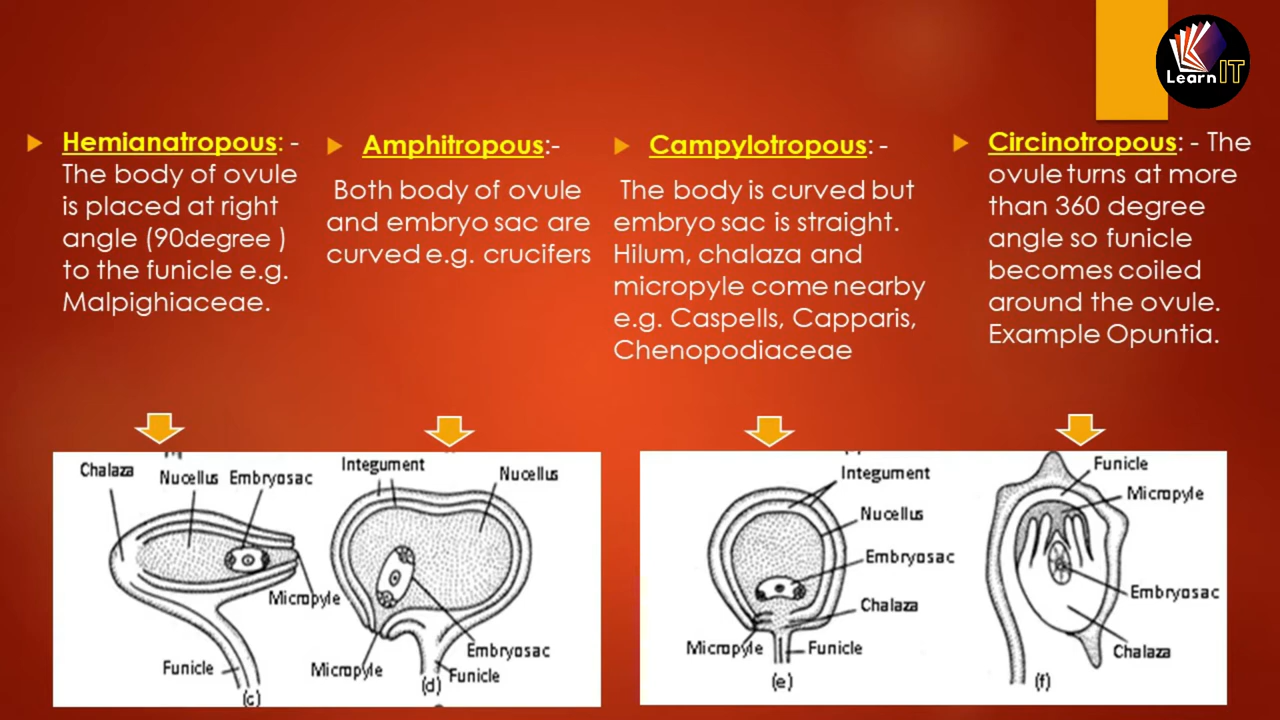 Learn IT
Hemianatropous: -
The body of ovule
is placed at right
angle (90degree )
to the funicle e.g.
Malpighiaceae.
Amphitropous:-
Both body of ovule
and embryo sac are
curved e.g. crucifers
Campylotropous: -
The body is curved but
embryo sac is straight.
Hilum, chalaza and
micropyle come nearby
e.g. Caspells, Capparis,
Chenopodiaceae
Circinotropous: - The
ovule turns at more
than 360 degree
angle so funicle
becomes coiled
around the ovule.
Example Opuntia.
Chalaza
Nucellus
Embryosac
Micropyle
Funicle
(c)
Integument
Nucellus
Embryosac
Micropyle
Funicle
(d)
Integument
Nucellus
Embryosac
Chalaza
Micropyle
Funicle
(e)
Funicle
Micropyle
Embryosac
Chalaza
(f)